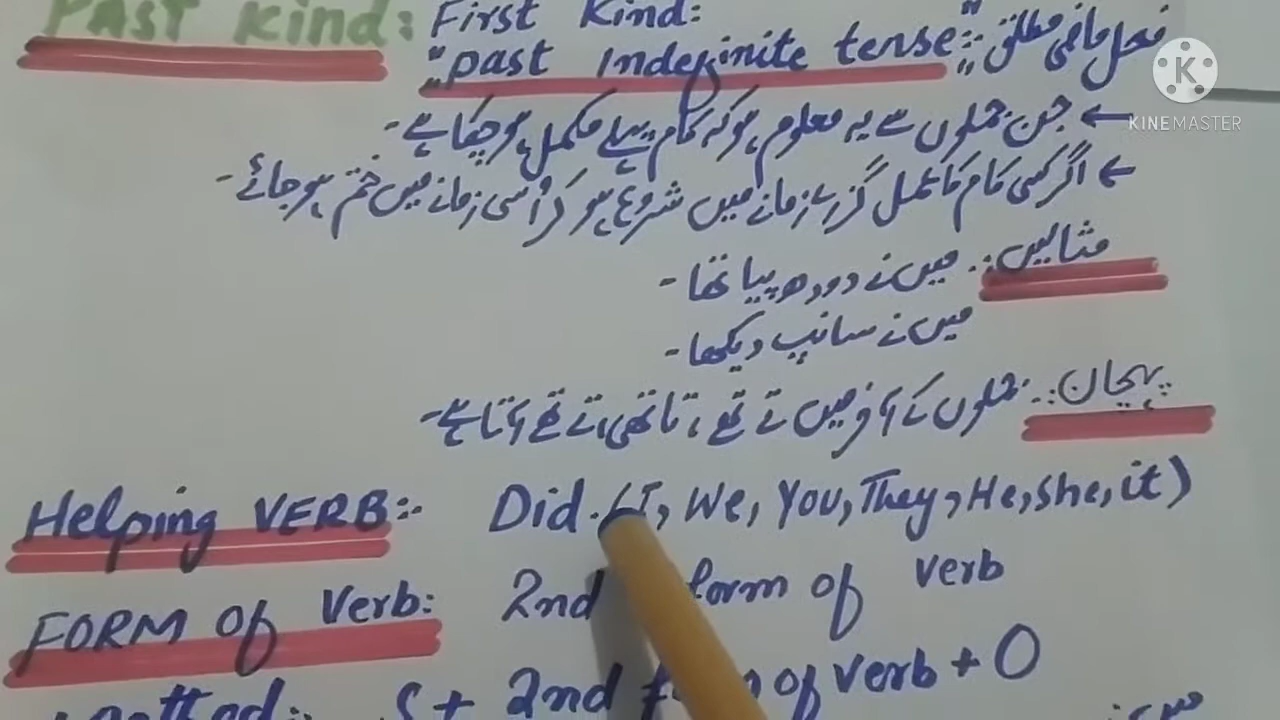 PAST Kind: First Kind:
"past Indefinite tense": فعل ماضی مطلق
KINEMASTER
← جن جملوں سے یہ معلوم ہو کہ کام پہلے مکمل ہو چکا ہے -
← اگر کسی کام کا عمل گزرے زمانے میں شروع ہو کر اُسی زمانے میں ختم ہو جائے -
مثالیں:. میں نے دودھ پیا تھا -
میں نے سانپ دیکھا -
پہچان:. جملوں کے آخر میں تے تھے، تا تھی، تے تھے آتا ہے -
Helping VERB:- Did. (I, We, You, They, He, She, it)
FORM of Verb: 2nd form of verb
S + 2nd of verb + O